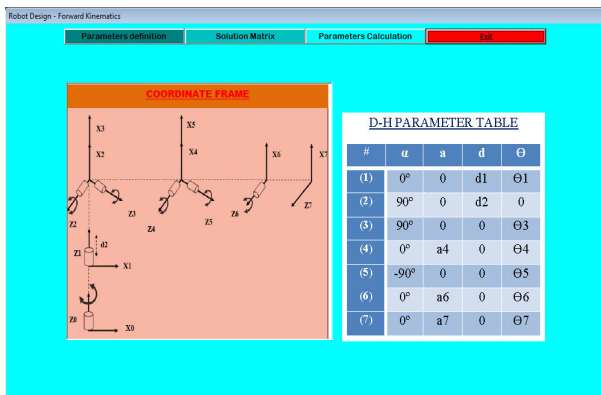 Robot Design - Forward Kinematics
Parameters definition Solution Matrix Parameters Calculation Exit
COORDINATE FRAME
X3 X5
X2 X4 X6 X7
Z2 Z3 Z4 Z5 Z6 Z7
d2
Z1
X1
Z0
X0
D-H PARAMETER TABLE
# α a d Θ
(1) 0° 0 d1 Θ1
(2) 90° 0 d2 0
(3) 90° 0 0 Θ3
(4) 0° a4 0 Θ4
(5) -90° 0 0 Θ5
(6) 0° a6 0 Θ6
(7) 0° a7 0 Θ7